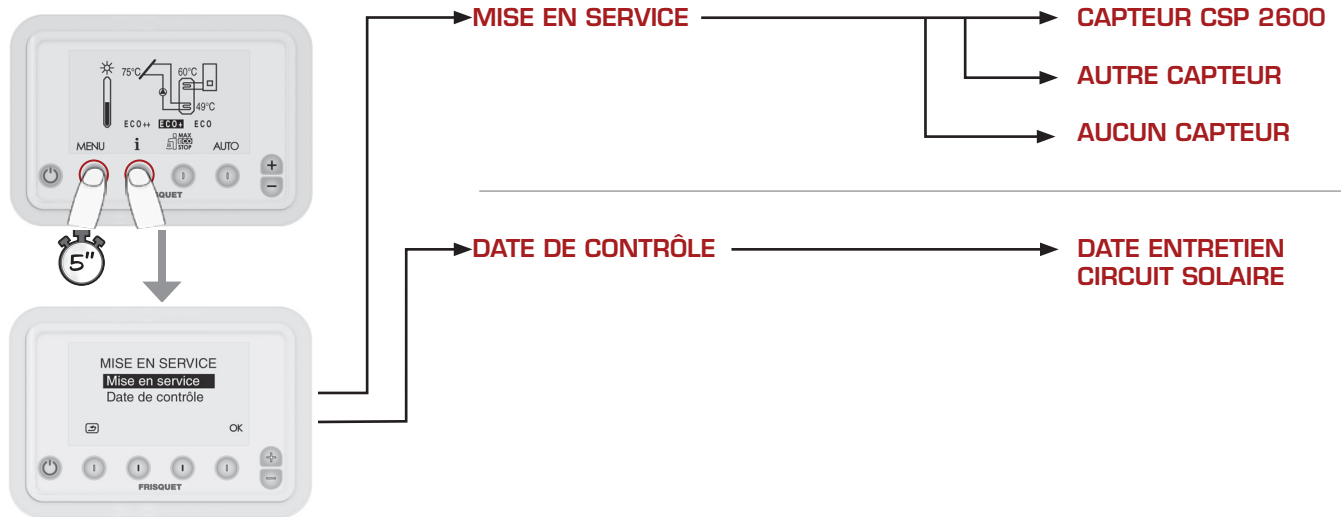 75°C
60°C
49°C
ECO++ ECO+ ECO
MAX
ECO
STOP
MENU i AUTO
+
-
SQUET
5"
MISE EN SERVICE
Mise en service
Date de contrôle
OK
+
-
FRISQUET
MISE EN SERVICE
CAPTEUR CSP 2600
AUTRE CAPTEUR
AUCUN CAPTEUR
DATE DE CONTRÔLE
DATE ENTRETIEN
CIRCUIT SOLAIRE